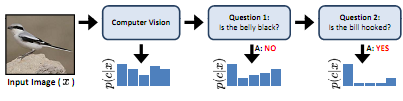 Computer Vision
Question 1:
Is the belly black?
Question 2:
Is the bill hooked?
A: NO
A: YES
p(c|x)
p(c|x)
p(c|x)
Input Image (x)